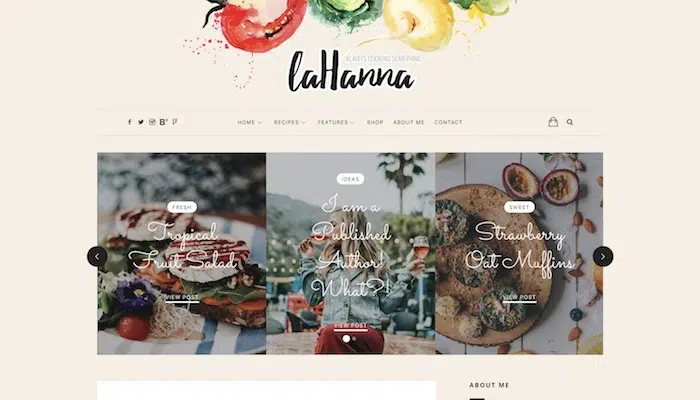 ALWAYS COOKING SOMETHING
laHanna
HOME RECIPES FEATURES SHOP ABOUT ME CONTACT
FRESH
Tropical
Fruit Salad
VIEW POST
IDEAS
I am a
Published
Author!
What?!
VIEW POST
SWEET
Strawberry
Oat Muffins
VIEW POST
ABOUT ME